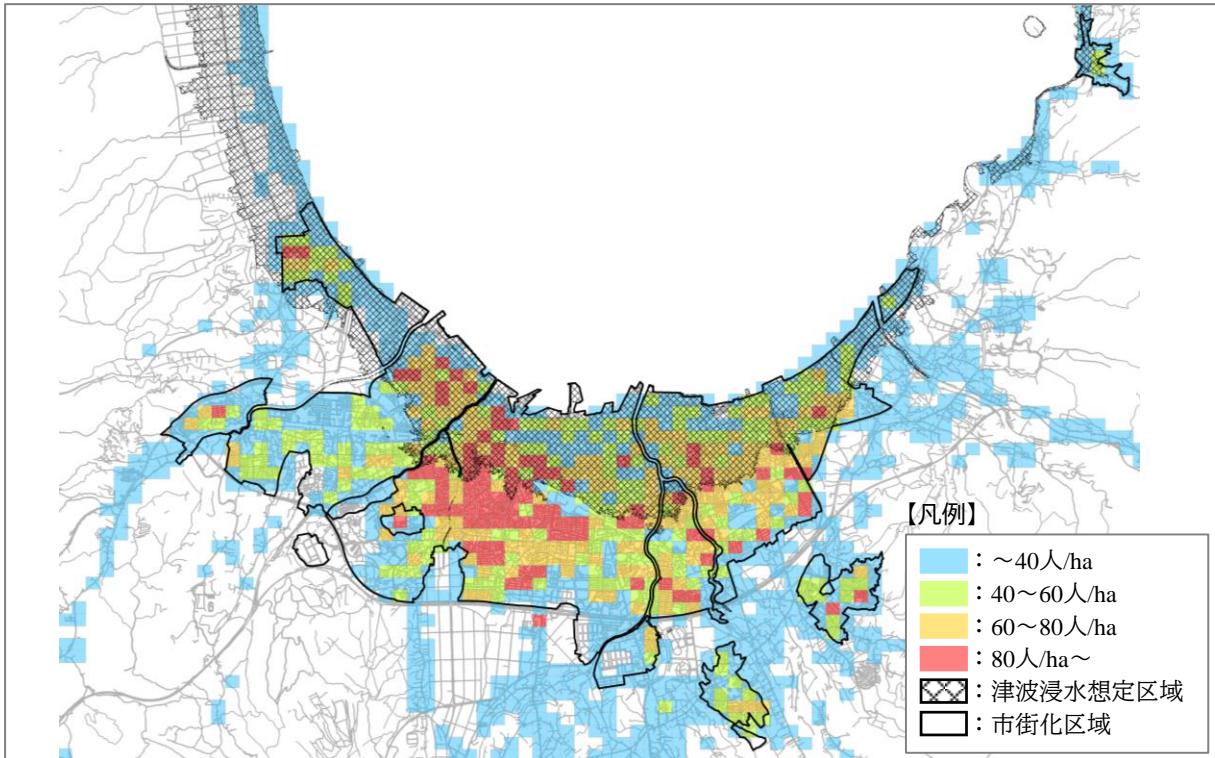 【凡例】
：～40人/ha
：40～60人/ha
：60～80人/ha
：80人/ha～
：津波浸水想定区域
：市街化区域